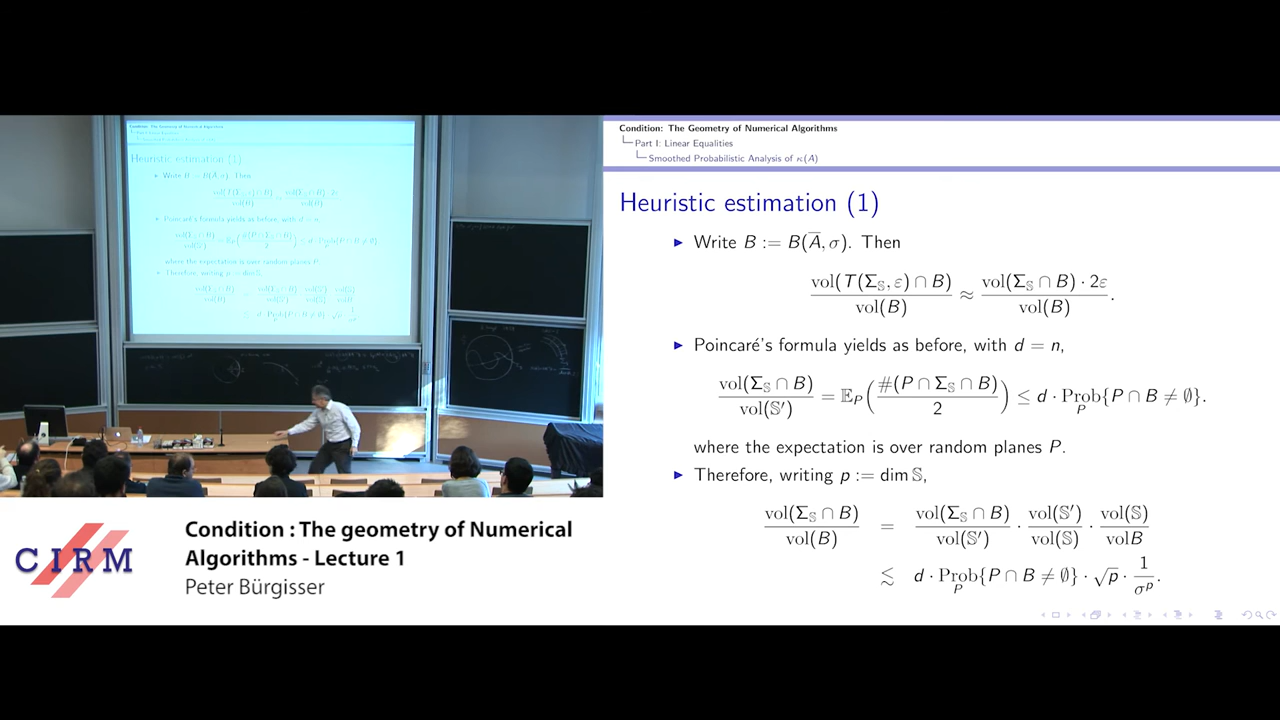 Condition: The Geometry of Numerical Algorithms
Part I: Linear Equalities
Smoothed Probabilistic Analysis of κ(A)
Heuristic estimation (1)
▶ Write B := B(A̅, σ). Then
vol(T(Σ_𝕊, ε) ∩ B) / vol(B) ≈ vol(Σ_𝕊 ∩ B) · 2ε / vol(B).
▶ Poincaré's formula yields as before, with d = n,
vol(Σ_𝕊 ∩ B) / vol(𝕊′) = 𝔼_P(#(P ∩ Σ_𝕊 ∩ B) / 2) ≤ d · Prob_P{P ∩ B ≠ ∅}.
where the expectation is over random planes P.
▶ Therefore, writing p := dim 𝕊,
vol(Σ_𝕊 ∩ B) / vol(B) = vol(Σ_𝕊 ∩ B) / vol(𝕊′) · vol(𝕊′) / vol(𝕊) · vol(𝕊) / volB
≲ d · Prob_P{P ∩ B ≠ ∅} · √p · 1 / σ^p.
CIRM
Condition : The geometry of Numerical
Algorithms - Lecture 1
Peter Bürgisser